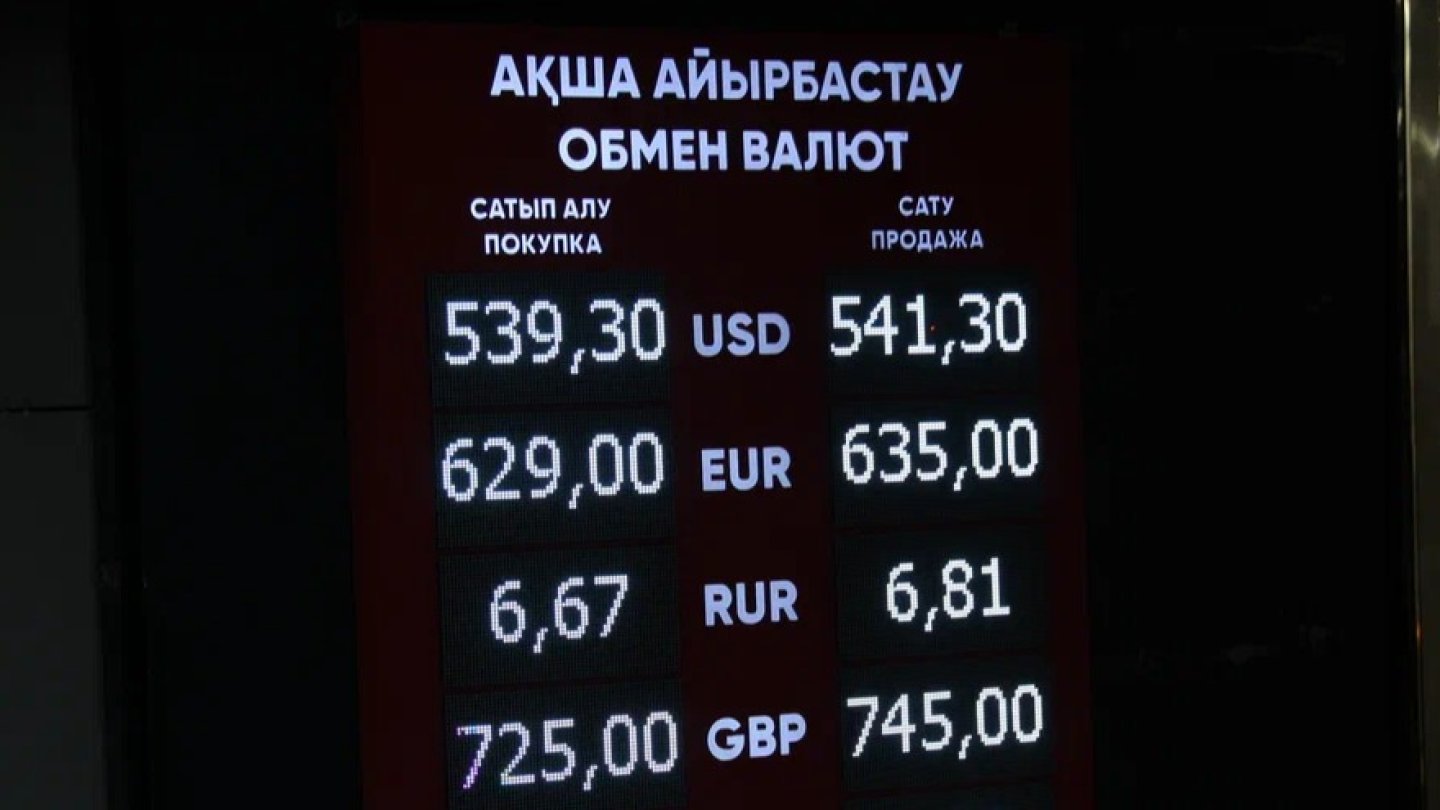 АҚША АЙЫРБАСТАУ
ОБМЕН ВАЛЮТ
САТЫП АЛУ САТУ
ПОКУПКА ПРОДАЖА
539,30 USD 541,30
629,00 EUR 635,00
6,67 RUR 6,81
725,00 GBP 745,00